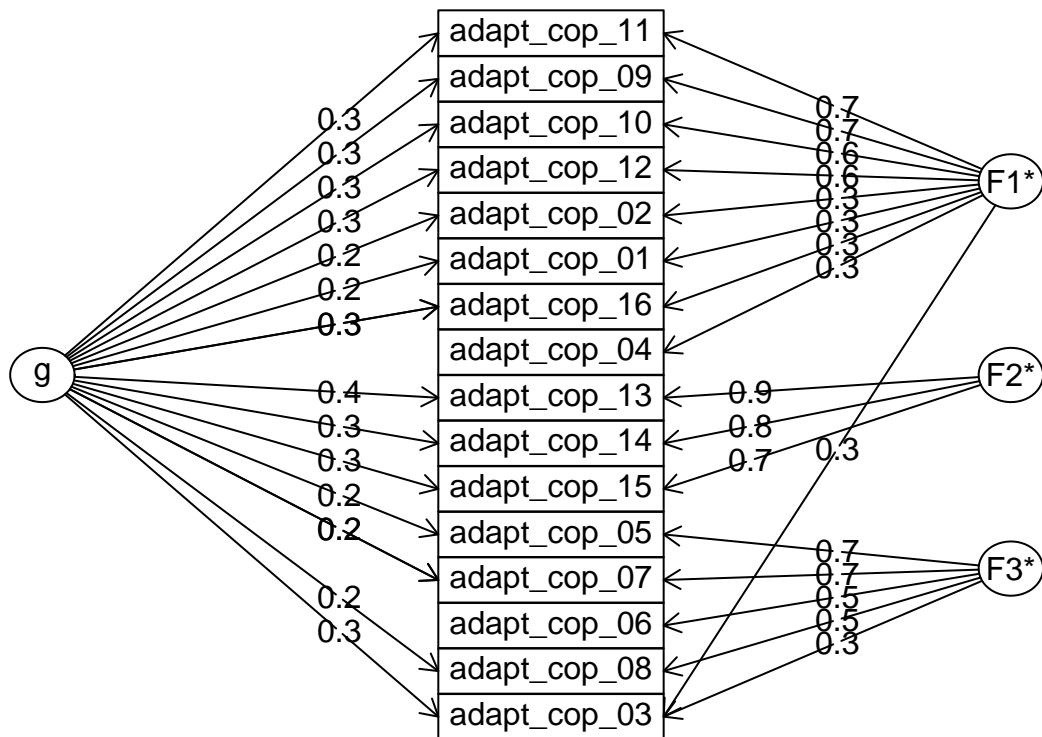 adapt_cop_11
adapt_cop_09
adapt_cop_10
adapt_cop_12
adapt_cop_02
adapt_cop_01
adapt_cop_16
adapt_cop_04
adapt_cop_13
adapt_cop_14
adapt_cop_15
adapt_cop_05
adapt_cop_07
adapt_cop_06
adapt_cop_08
adapt_cop_03
g
0.3
0.3
0.3
0.3
0.2
0.2
0.3
0.4
0.3
0.3
0.2
0.2
0.2
0.3
F1*
0.7
0.7
0.6
0.6
0.3
0.3
0.3
0.3
0.3
F2*
0.9
0.8
0.7
F3*
0.7
0.7
0.5
0.5
0.3